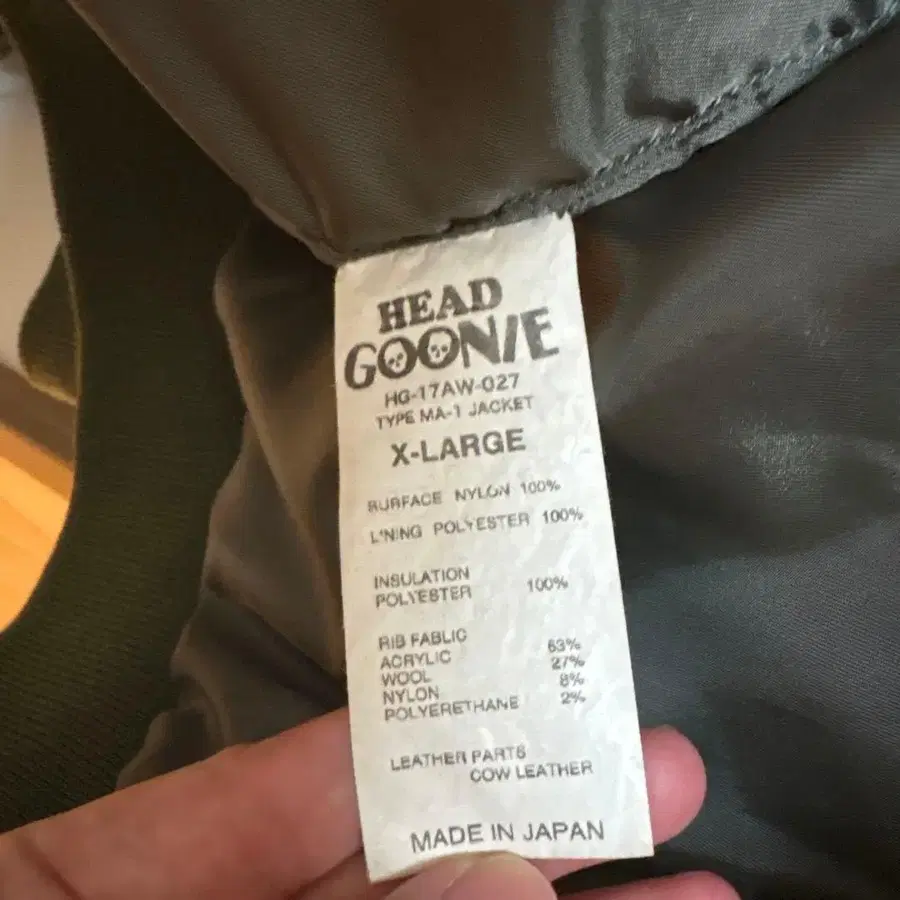 HEAD
GOONIE
HG-17AW-027
TYPE MA-1 JACKET
X-LARGE
SURFACE NYLON 100%
LINING POLYESTER 100%
INSULATION
POLYESTER 100%
RIB FABLIC
ACRYLIC 63%
WOOL 27%
NYLON 8%
POLYERETHANE 2%
LEATHER PARTS
COW LEATHER
MADE IN JAPAN